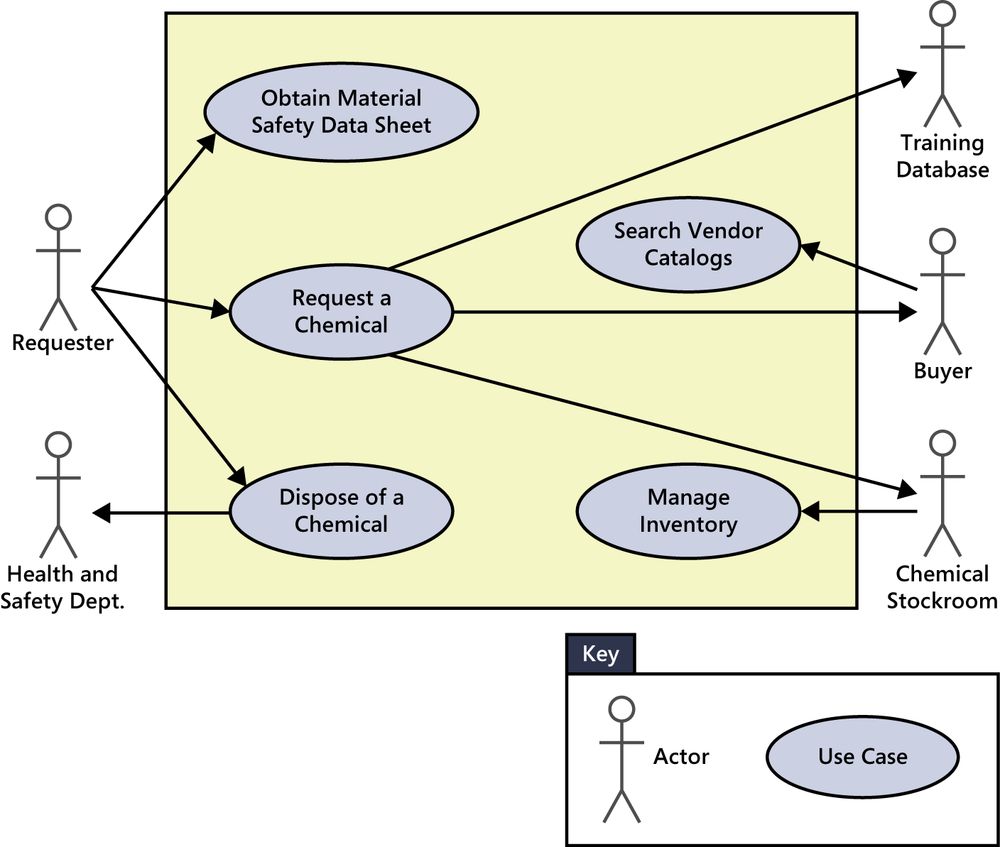 Obtain Material
Safety Data Sheet
Training
Database
Search Vendor
Catalogs
Request a
Chemical
Requester
Buyer
Dispose of a
Chemical
Manage
Inventory
Health and
Safety Dept.
Chemical
Stockroom
Key
Actor
Use Case